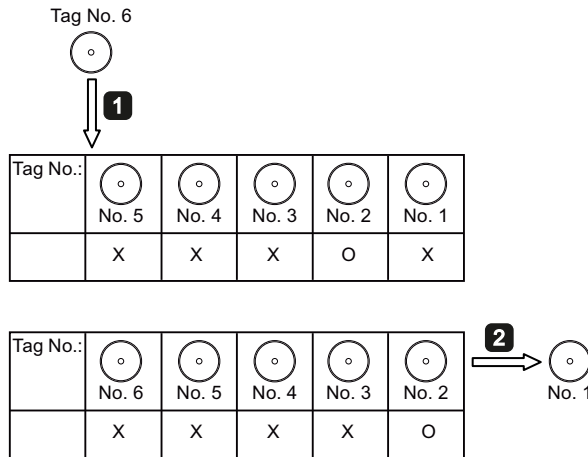 Tag No. 6
1
Tag No.:
No. 5 No. 4 No. 3 No. 2 No. 1
X X X O X
Tag No.:
2
No. 6 No. 5 No. 4 No. 3 No. 2 No. 1
X X X X O